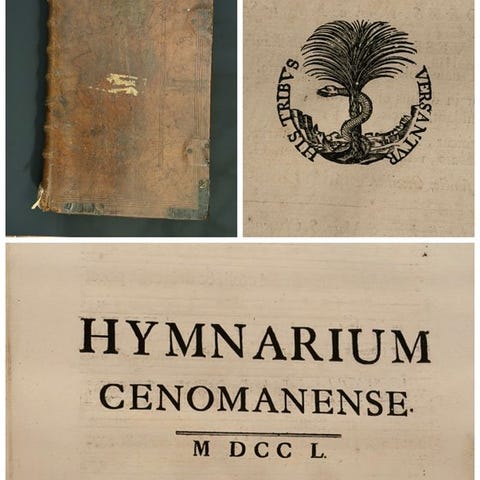 HIS TRIBVS VERSANTVR
HYMNARIUM
CENOMANENSE.
M DCC L.